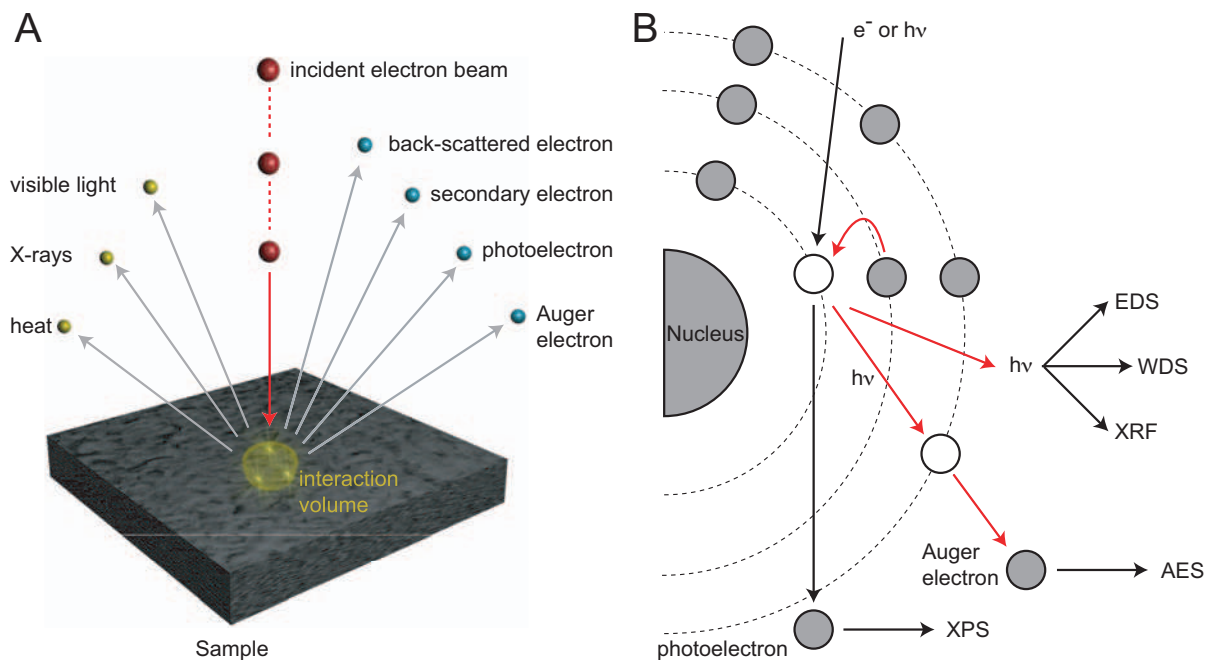 A
incident electron beam
back-scattered electron
visible light
secondary electron
X-rays
photoelectron
heat
Auger
electron
interaction
volume
Sample
B
e⁻ or hν
Nucleus
hν
hν
EDS
WDS
XRF
Auger
electron
AES
photoelectron
XPS